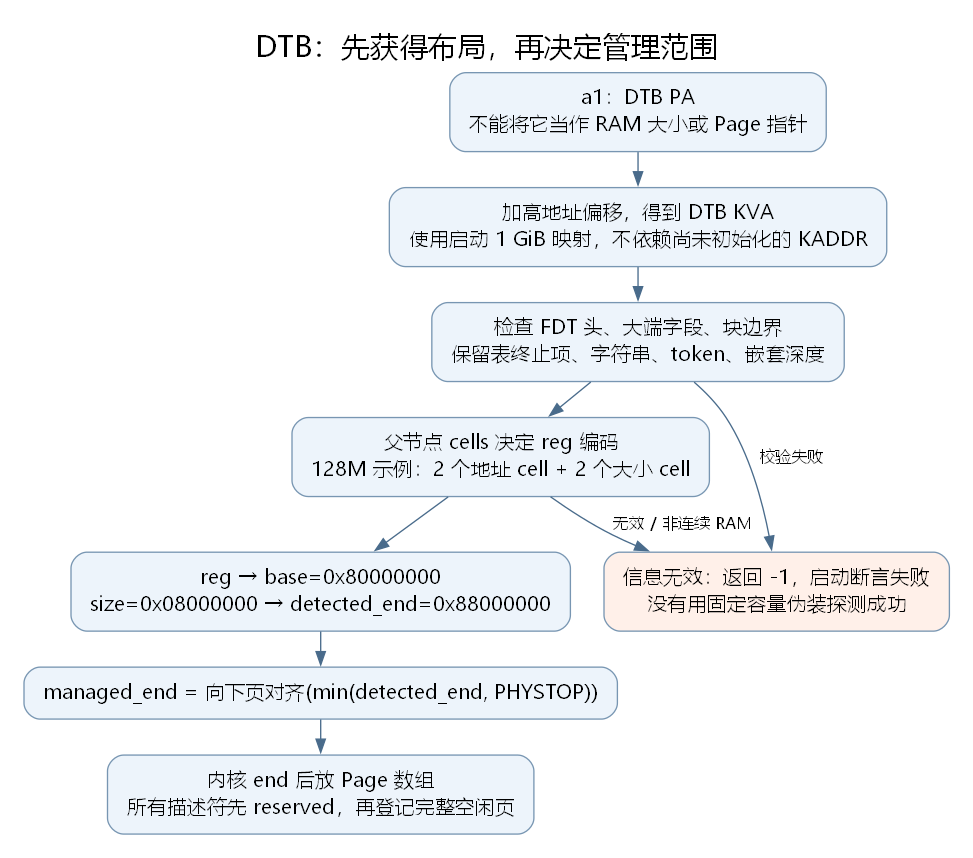 DTB：先获得布局，再决定管理范围
a1：DTB PA
不能将它当作 RAM 大小或 Page 指针
加高地址偏移，得到 DTB KVA
使用启动 1 GiB 映射，不依赖尚未初始化的 KADDR
检查 FDT 头、大端字段、块边界
保留表终止项、字符串、token、嵌套深度
父节点 cells 决定 reg 编码
128M 示例：2 个地址 cell + 2 个大小 cell
校验失败
无效 / 非连续 RAM
reg → base=0x80000000
size=0x08000000 → detected_end=0x88000000
信息无效：返回 -1，启动断言失败
没有用固定容量伪装探测成功
managed_end = 向下页对齐(min(detected_end, PHYSTOP))
内核 end 后放 Page 数组
所有描述符先 reserved，再登记完整空闲页